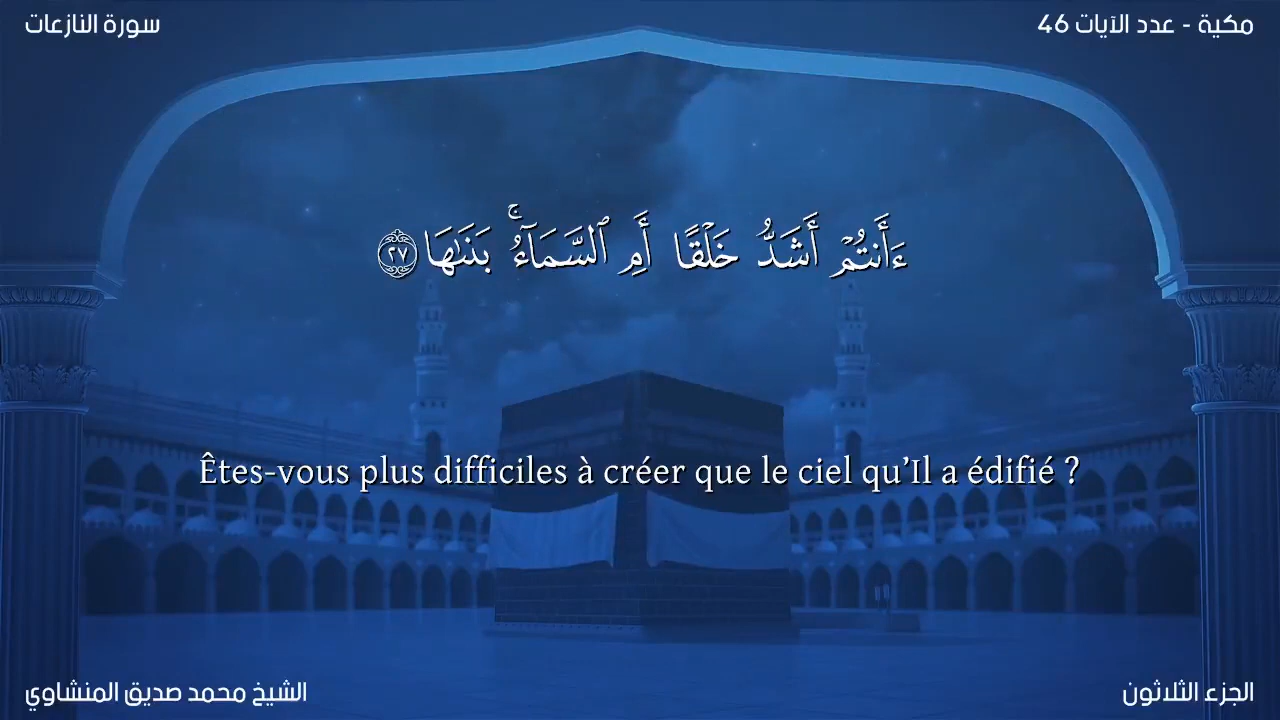 سورة النازعات
مكية - عدد الآيات 46
ءَأَنتُمْ أَشَدُّ خَلْقًا أَمِ ٱلسَّمَآءُ ۚ بَنَىٰهَا ٢٧
Êtes-vous plus difficiles à créer que le ciel qu’Il a édifié ?
الشيخ محمد صديق المنشاوي
الجزء الثلاثون